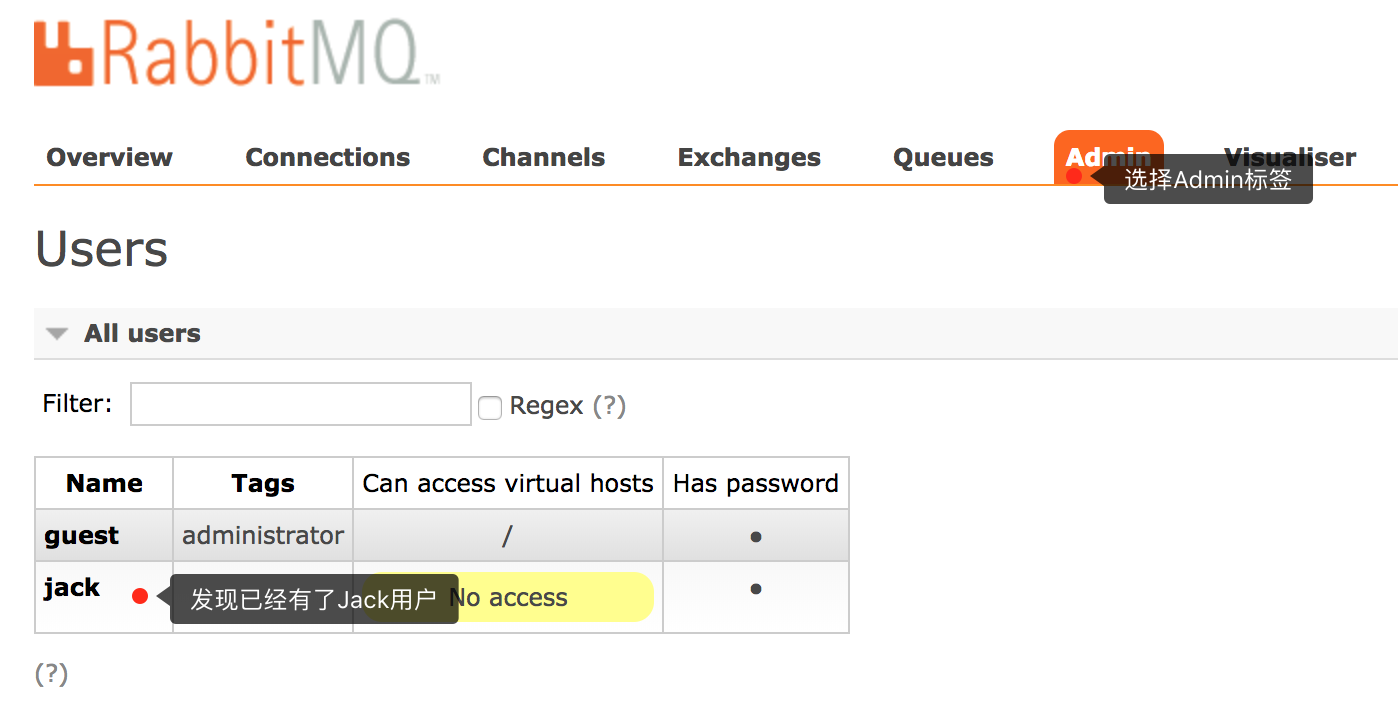 RabbitMQ™
Overview Connections Channels Exchanges Queues Admin Visualiser
选择Admin标签
Users
All users
Filter: Regex (?)
Name Tags Can access virtual hosts Has password
guest administrator / •
jack No access •
发现已经有了Jack用户
(?)